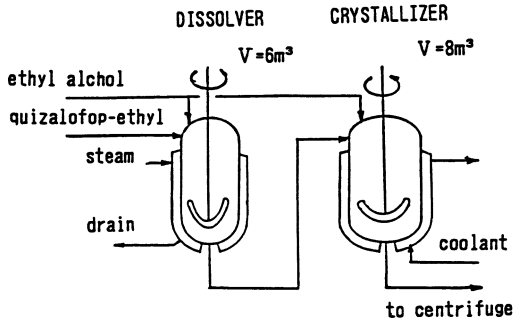 DISSOLVER
V=6m³
CRYSTALLIZER
V=8m³
ethyl alchol
quizalofop-ethyl
steam
drain
coolant
to centrifuge